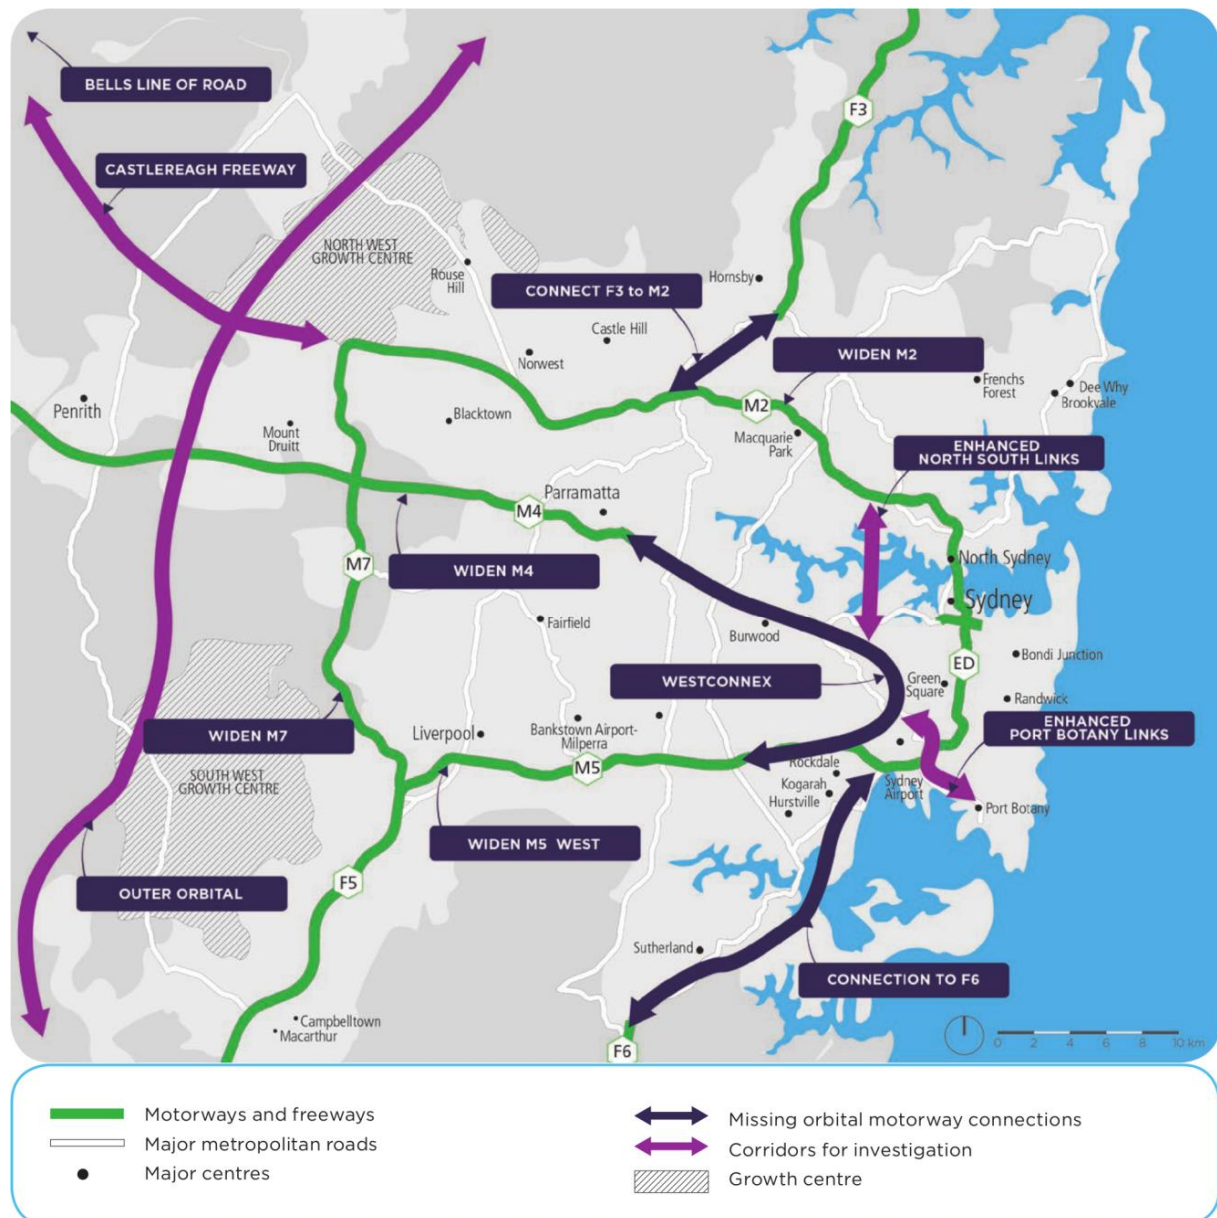 BELLS LINE OF ROAD
F3
CASTLEREAGH FREEWAY
NORTH WEST
GROWTH CENTRE
Rouse
Hill
Hornsby
CONNECT F3 to M2
Castle Hill
Norwest
WIDEN M2
Frenchs
Forest
Dee Why
Brookvale
Penrith
Blacktown
M2
Mount
Druitt
Macquarie
Park
ENHANCED
NORTH SOUTH LINKS
Parramatta
M4
M7
WIDEN M4
North Sydney
Sydney
Fairfield
Burwood
Bondi Junction
ED
WESTCONNEX
Green
Square
Randwick
WIDEN M7
Liverpool
Bankstown Airport-
Milperra
ENHANCED
PORT BOTANY LINKS
SOUTH WEST
GROWTH CENTRE
M5
Rockdale
Kogarah
Hurstville
Sydney
Airport
Port Botany
WIDEN M5 WEST
OUTER ORBITAL
F5
Sutherland
CONNECTION TO F6
Campbelltown
Macarthur
F6
0 2 4 6 8 10 km
Motorways and freeways
Major metropolitan roads
Major centres
Missing orbital motorway connections
Corridors for investigation
Growth centre